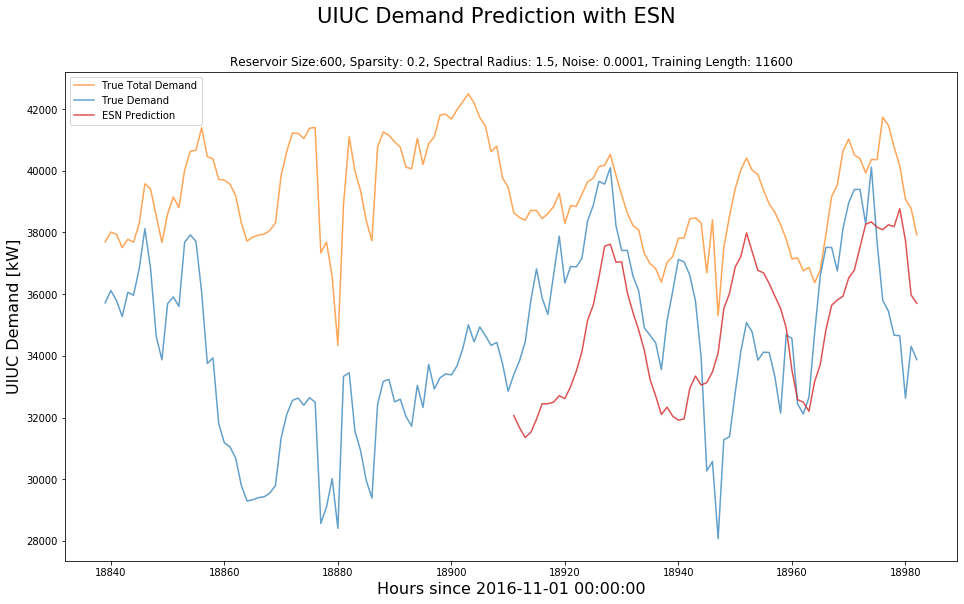 UIUC Demand Prediction with ESN
Reservoir Size:600, Sparsity: 0.2, Spectral Radius: 1.5, Noise: 0.0001, Training Length: 11600
True Total Demand
True Demand
ESN Prediction
UIUC Demand [kW]
42000
40000
38000
36000
34000
32000
30000
28000
18840 18860 18880 18900 18920 18940 18960 18980
Hours since 2016-11-01 00:00:00